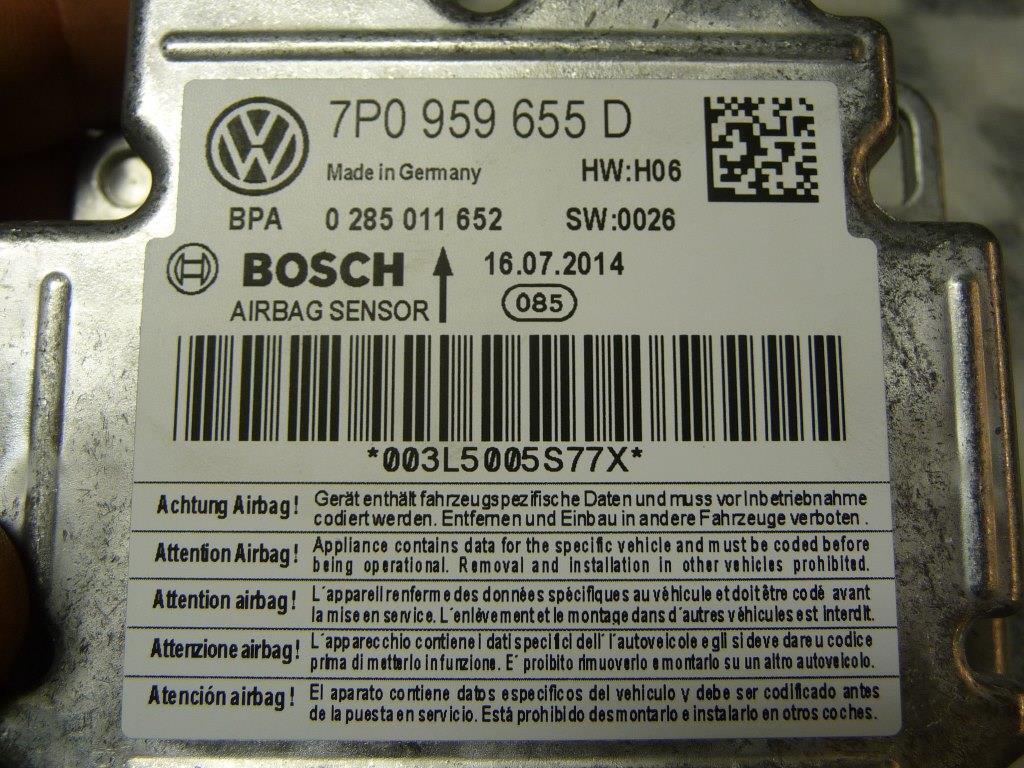 7P0 959 655 D
Made in Germany HW:H06
BPA 0 285 011 652 SW:0026
BOSCH 16.07.2014
AIRBAG SENSOR 085
*003L5005S77X*
Achtung Airbag! Gerät enthält fahrzeugspezifische Daten und muss vor Inbetriebnahme
codiert werden. Entfernen und Einbau in andere Fahrzeuge verboten.
Attention Airbag! Appliance contains data for the specific vehicle and must be coded before
being operational. Removal and installation in other vehicles prohibited.
Attention airbag! L'appareil renferme des données spécifiques au véhicule et doit être codè avant
la mise en service. L'enlévement et le montage dans d'autres véhicules est interdit.
Attenzione airbag! L'apparecchio contiene i dati specifici dell' l'autoveicole e gli si deve dare u codice
prima di metterlo in funzione. E' proibito rimuoverlo e montarlo su un altro autoveicolo.
Atención airbag! El aparato contiene datos especificos del vehiculo y debe ser codificado antes
de la puesta en servicio. Está prohibido desmontarlo e instalarlo en otros coches.